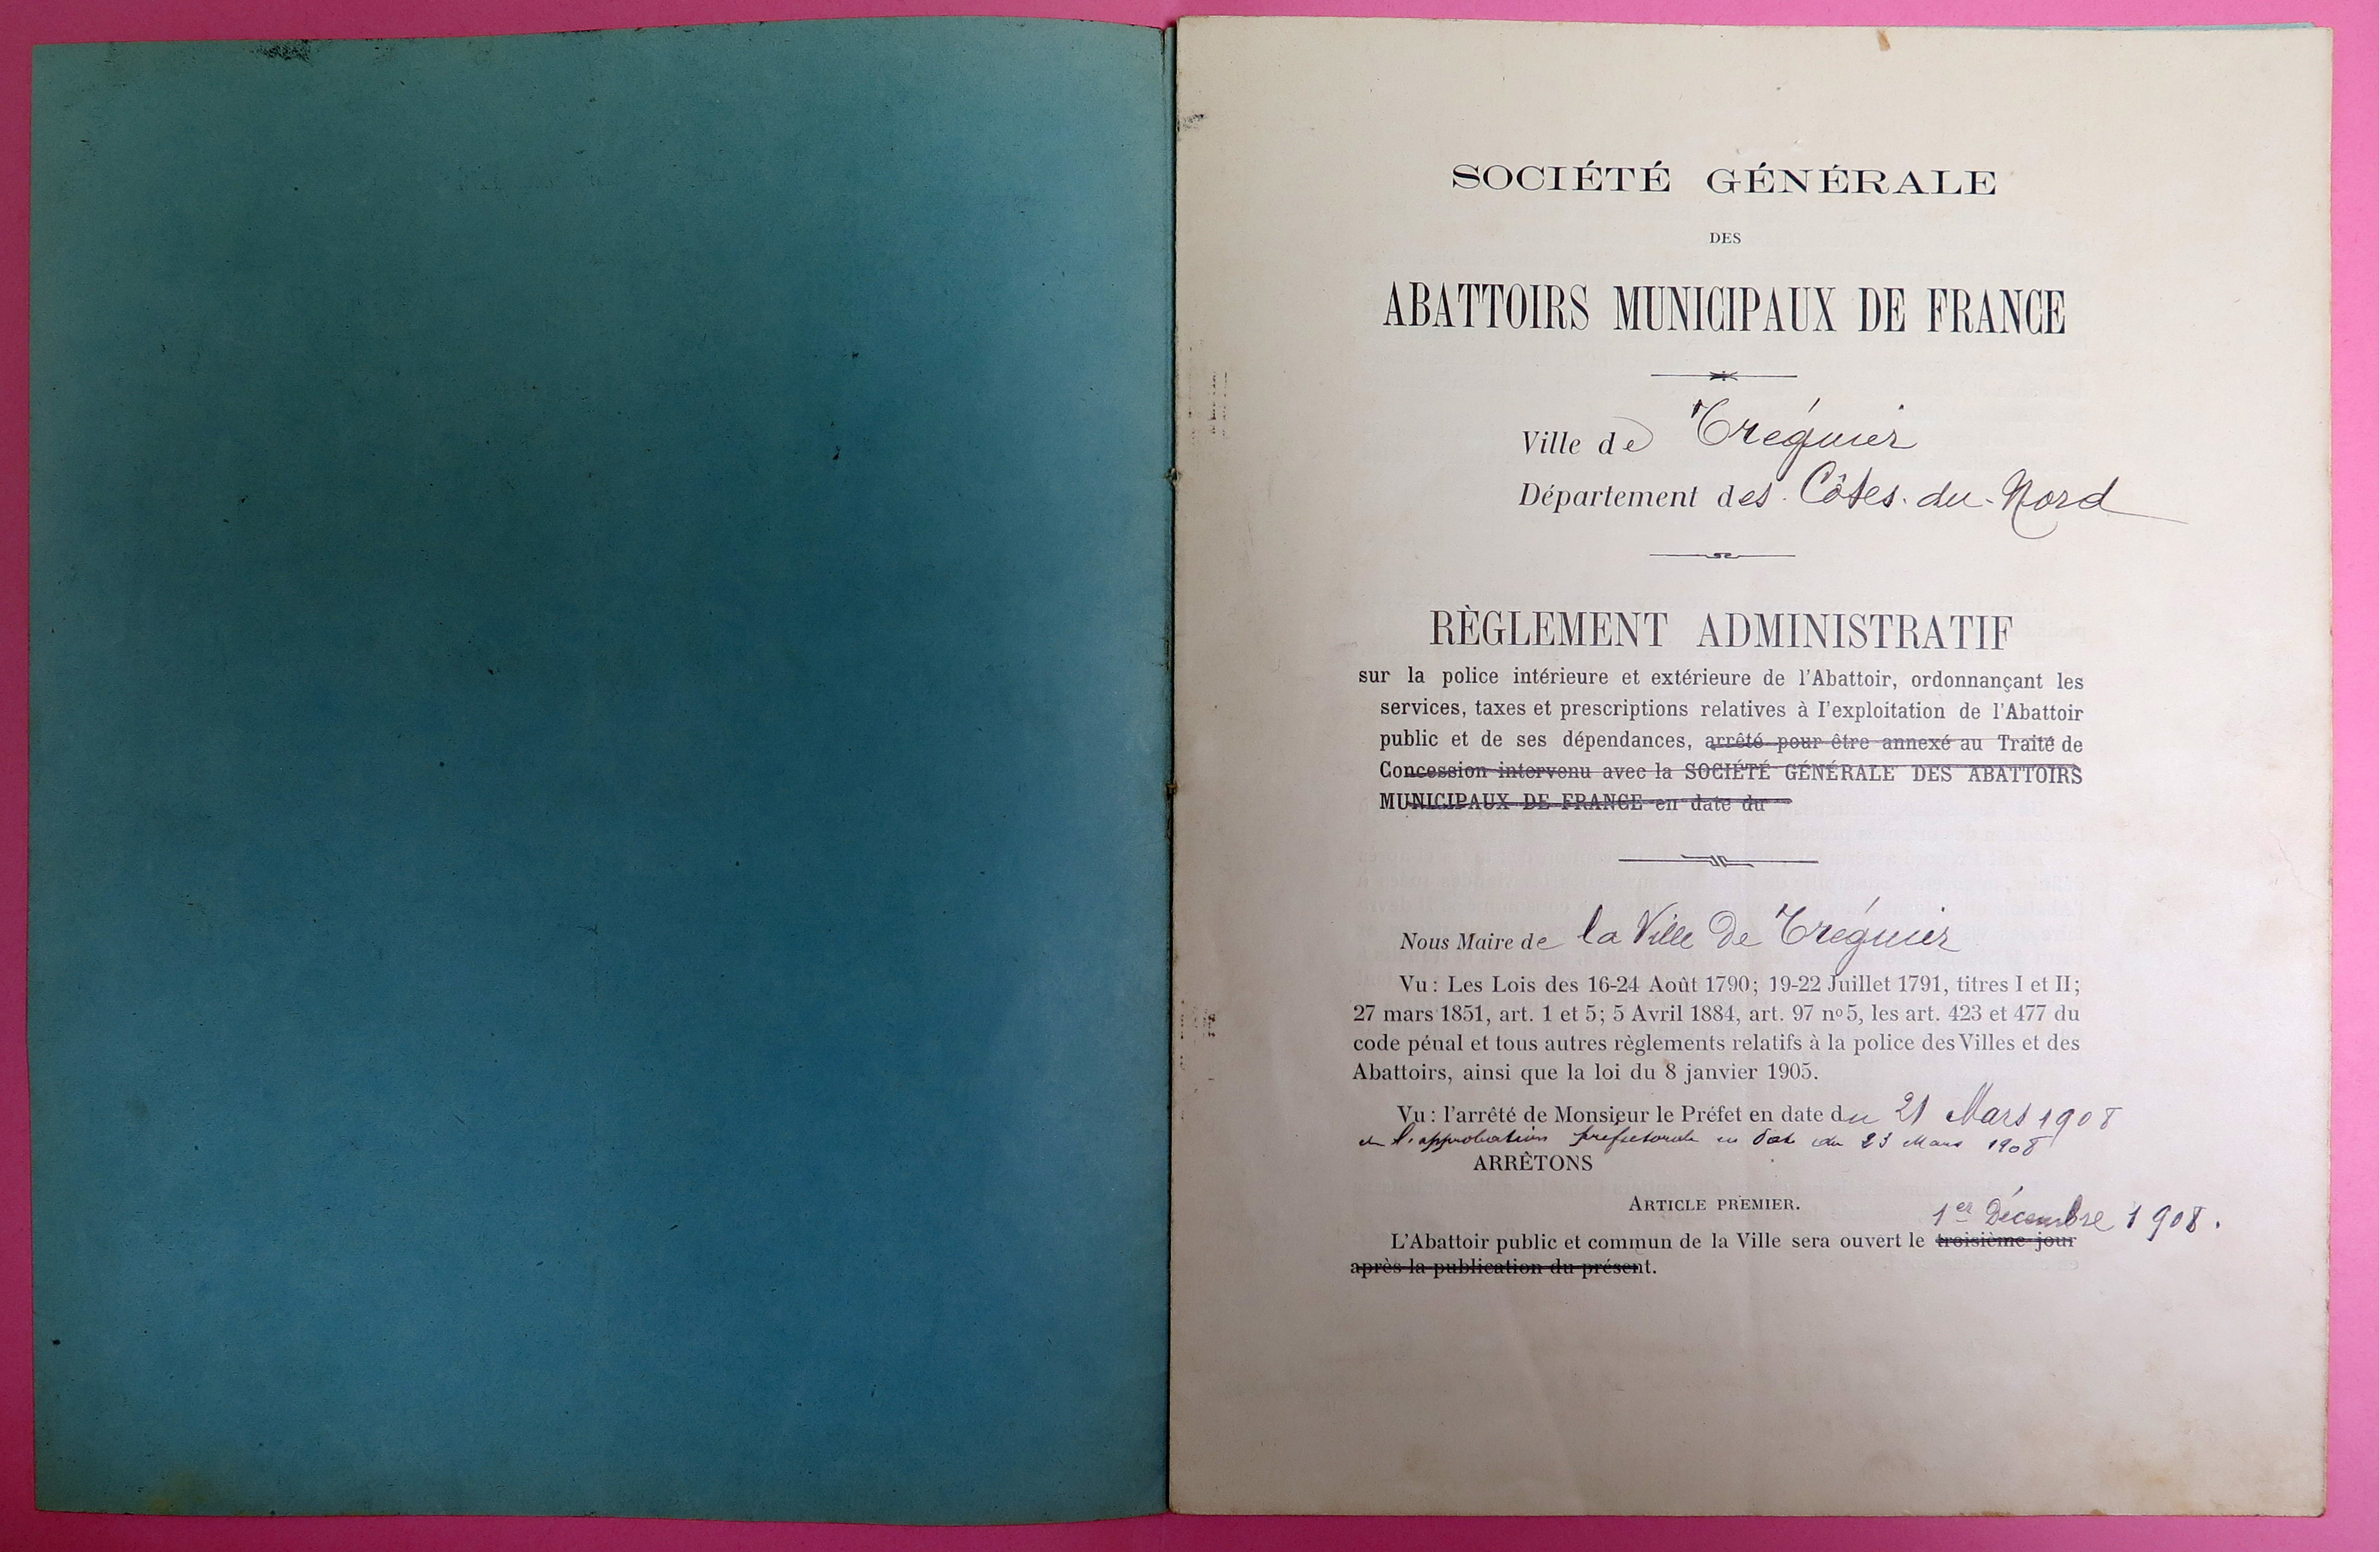 SOCIÉTÉ GÉNÉRALE
DES
ABATTOIRS MUNICIPAUX DE FRANCE
Ville de Tréguier
Département des Côtes-du-Nord
RÈGLEMENT ADMINISTRATIF
sur la police intérieure et extérieure de l'Abattoir, ordonnançant les
services, taxes et prescriptions relatives à l'exploitation de l'Abattoir
public et de ses dépendances, arrêté pour être annexé au Traité de
Concession intervenu avec la SOCIÉTÉ GÉNÉRALE DES ABATTOIRS
MUNICIPAUX DE FRANCE en date du
Nous Maire de la Ville de Tréguier
Vu : Les Lois des 16-24 Août 1790; 19-22 Juillet 1791, titres I et II;
27 mars 1851, art. 1 et 5; 5 Avril 1884, art. 97 nº 5, les art. 423 et 477 du
code pénal et tous autres règlements relatifs à la police des Villes et des
Abattoirs, ainsi que la loi du 8 janvier 1905.
Vu : l'arrêté de Monsieur le Préfet en date du 21 Mars 1908
et l'approbation préfectorale en date du 23 Mars 1908
ARRÊTONS
ARTICLE PREMIER.
1er Décembre 1908.
L'Abattoir public et commun de la Ville sera ouvert le troisième jour
après la publication du présent.